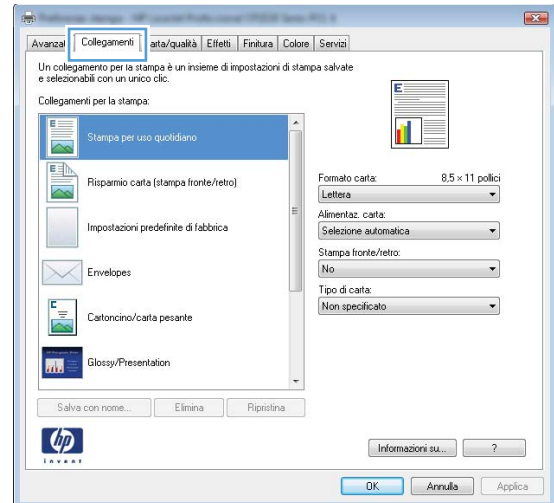 Avanzat
Collegamenti
arta/qualità
Effetti
Finitura
Colore
Servizi
Un collegamento per la stampa è un insieme di impostazioni di stampa salvate
e selezionabili con un unico clic.
Collegamenti per la stampa:
E
Stampa per uso quotidiano
E
Risparmio carta (stampa fronte/retro)
Impostazioni predefinite di fabbrica
Envelopes
E
Cartoncino/carta pesante
Glossy/Presentation
Salva con nome...
Elimina
Ripristina
E
Formato carta:
8,5 × 11 pollici
Lettera
Alimentaz. carta:
Selezione automatica
Stampa fronte/retro:
No
Tipo di carta:
Non specificato
hp
invent
Informazioni su...
?
OK
Annulla
Applica